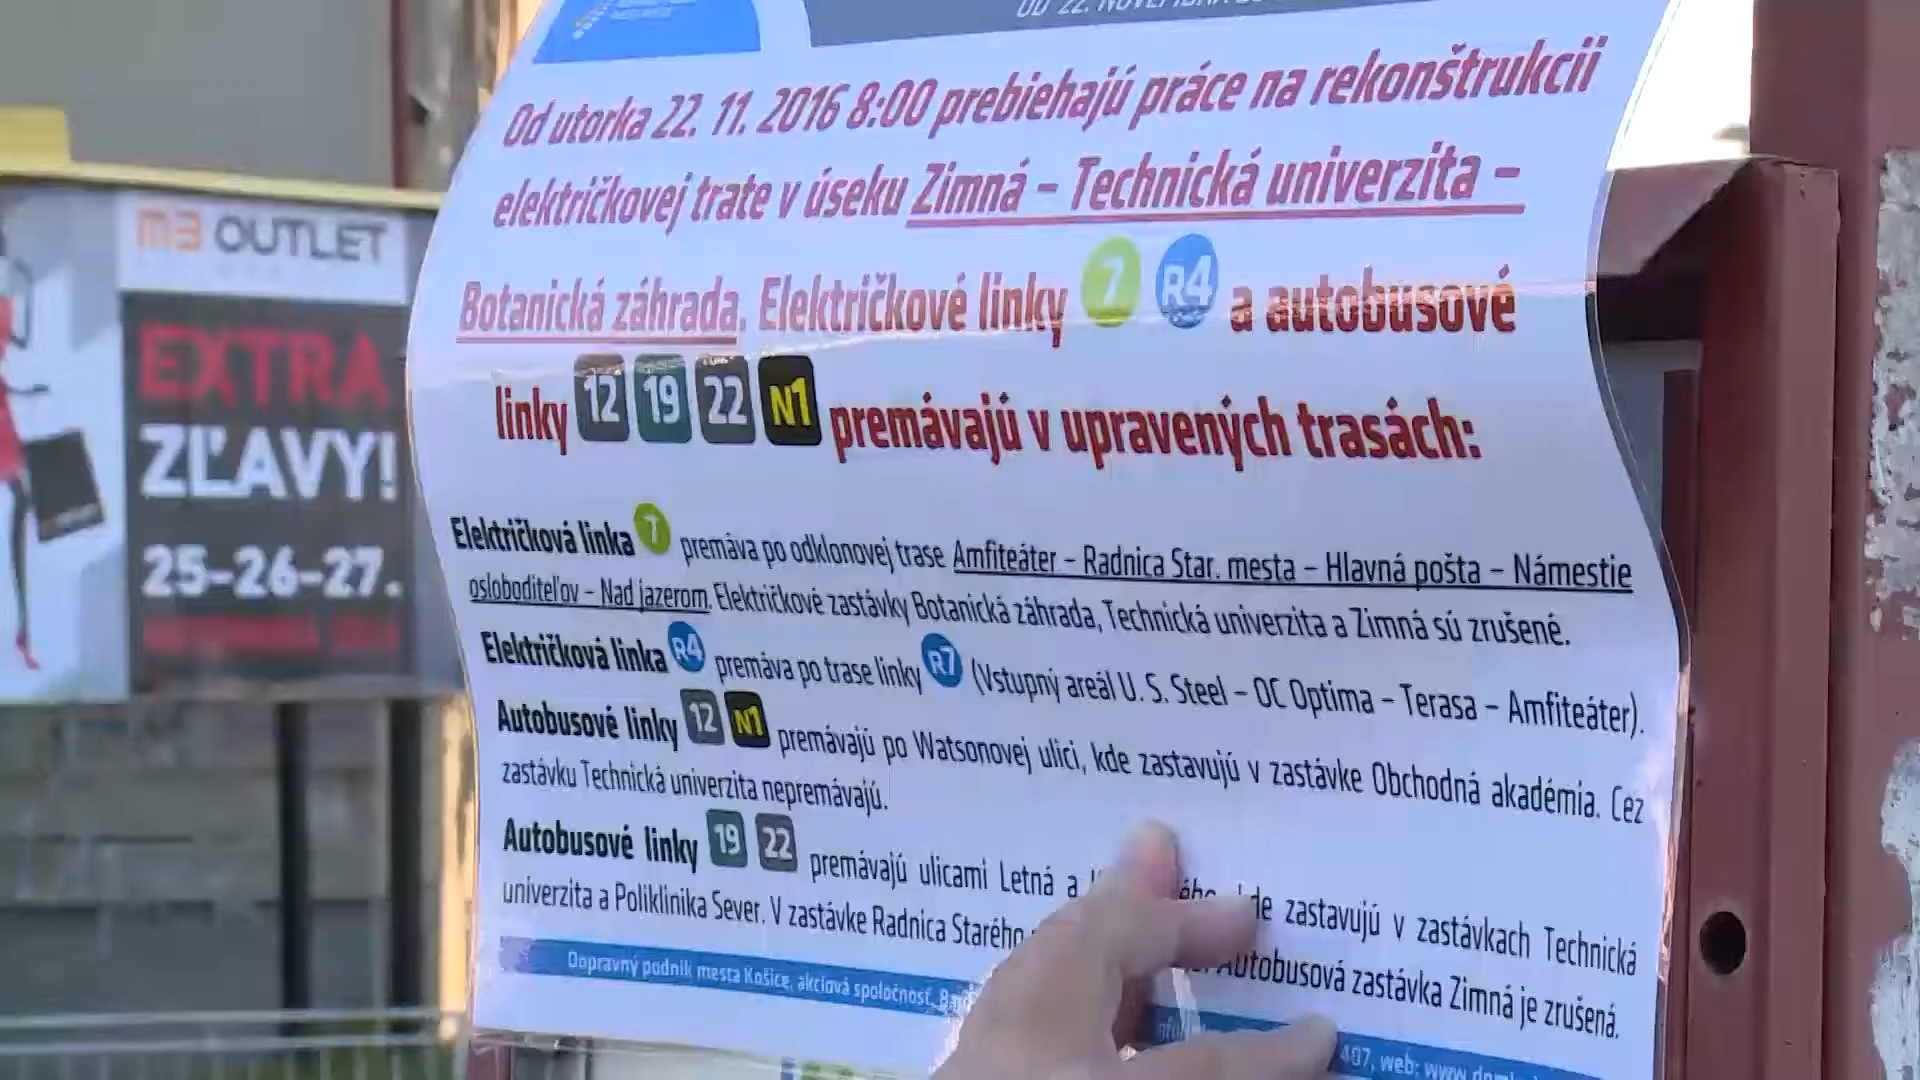 OD 22. NOVEMBRA
Od utorka 22. 11. 2016 8:00 prebiehajú práce na rekonštrukcii
električkovej trate v úseku Zimná – Technická univerzita –
Botanická záhrada. Električkové linky 7 R4 a autobusové
linky 12 19 22 N1 premávajú v upravených trasách:
Električková linka 7 premáva po odklonovej trase Amfiteáter – Radnica Star. mesta – Hlavná pošta – Námestie
osloboditeľov – Nad jazerom. Električkové zastávky Botanická záhrada, Technická univerzita a Zimná sú zrušené.
Električková linka R4 premáva po trase linky R7 (Vstupný areál U. S. Steel – OC Optima – Terasa – Amfiteáter).
Autobusové linky 12 N1 premávajú po Watsonovej ulici, kde zastavujú v zastávke Obchodná akadémia. Cez
zastávku Technická univerzita nepremávajú.
Autobusové linky 19 22 premávajú ulicami Letná a kde zastavujú v zastávkach Technická
univerzita a Poliklinika Sever. V zastávke Radnica Starého Autobusová zastávka Zimná je zrušená.
Dopravný podnik mesta Košice, akciová spoločnosť, 407, web: www
M3 OUTLET
EXTRA
ZĽAVY!
25-26-27.